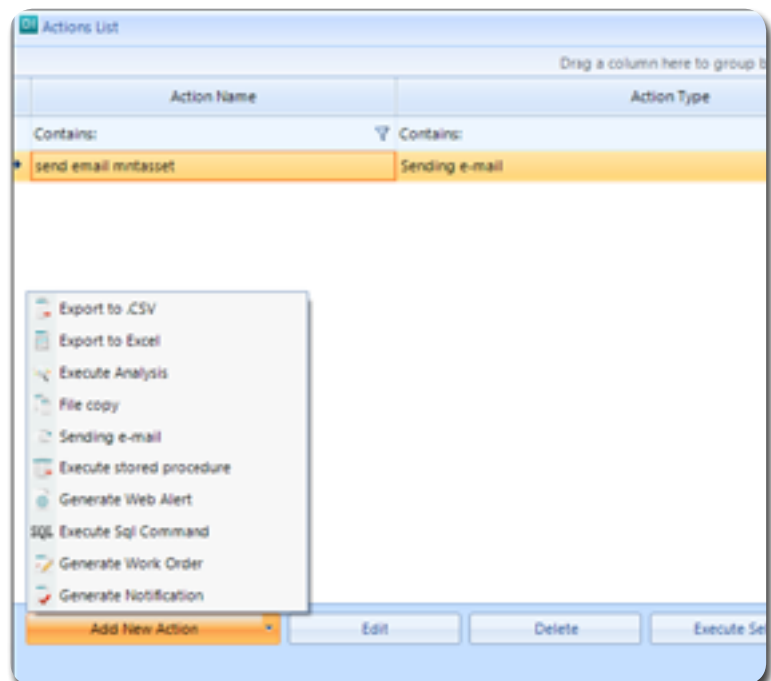 DI Actions List
Drag a column here to group b
Action Name Action Type
Contains: Contains:
send email mntasset Sending e-mail
Export to .CSV
Export to Excel
Execute Analysis
File copy
Sending e-mail
Execute stored procedure
Generate Web Alert
SQL Execute Sql Command
Generate Work Order
Generate Notification
Add New Action Edit Delete Execute Se